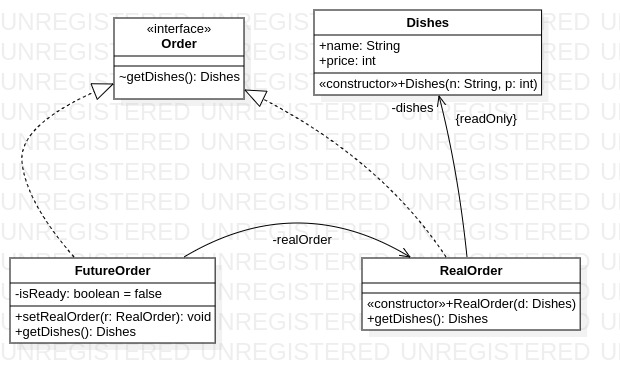 «interface»
Order
~getDishes(): Dishes
Dishes
+name: String
+price: int
«constructor»+Dishes(n: String, p: int)
-dishes
{readOnly}
-realOrder
FutureOrder
-isReady: boolean = false
+setRealOrder(r: RealOrder): void
+getDishes(): Dishes
RealOrder
«constructor»+RealOrder(d: Dishes)
+getDishes(): Dishes
UNREGISTERED